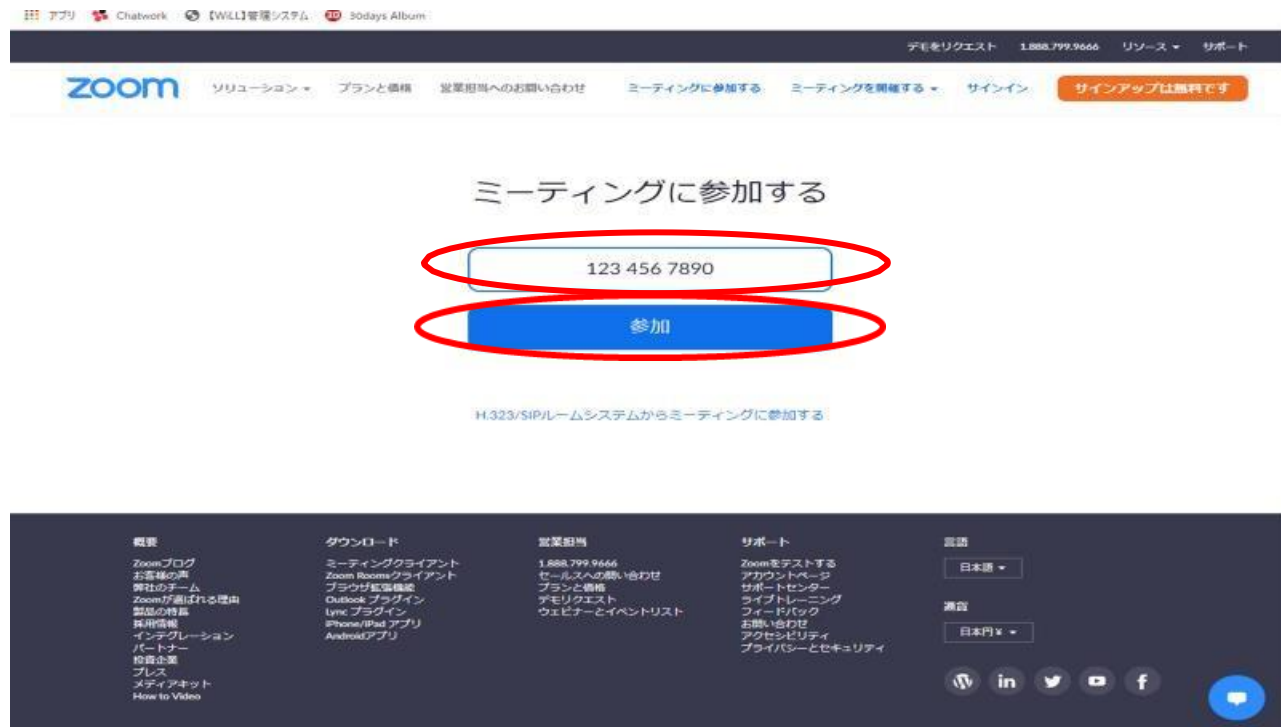 アプリ Chatwork 【WiLL】管理システム 30days Album
デモをリクエスト 1.888.799.9666 リソース サポート
zoom ソリューション プランと価格 営業担当へのお問い合わせ ミーティングに参加する ミーティングを開催する サインイン サインアップは無料です
ミーティングに参加する
123 456 7890
参加
H.323/SIPルームシステムからミーティングに参加する
概要
Zoomブログ
お客様の声
弊社のチーム
Zoomが選ばれる理由
製品の特長
採用情報
インテグレーション
パートナー
投資企業
プレス
メディアキット
How to Video
ダウンロード
ミーティングクライアント
Zoom Roomsクライアント
ブラウザ拡張機能
Outlook プラグイン
Lync プラグイン
iPhone/iPad アプリ
Androidアプリ
営業担当
1.888.799.9666
セールスへの問い合わせ
プランと価格
デモリクエスト
ウェビナーとイベントリスト
サポート
Zoomをテストする
アカウントページ
サポートセンター
ライブトレーニング
フィードバック
お問い合わせ
アクセシビリティ
プライバシーとセキュリティ
言語
日本語
通貨
日本円¥
in
f